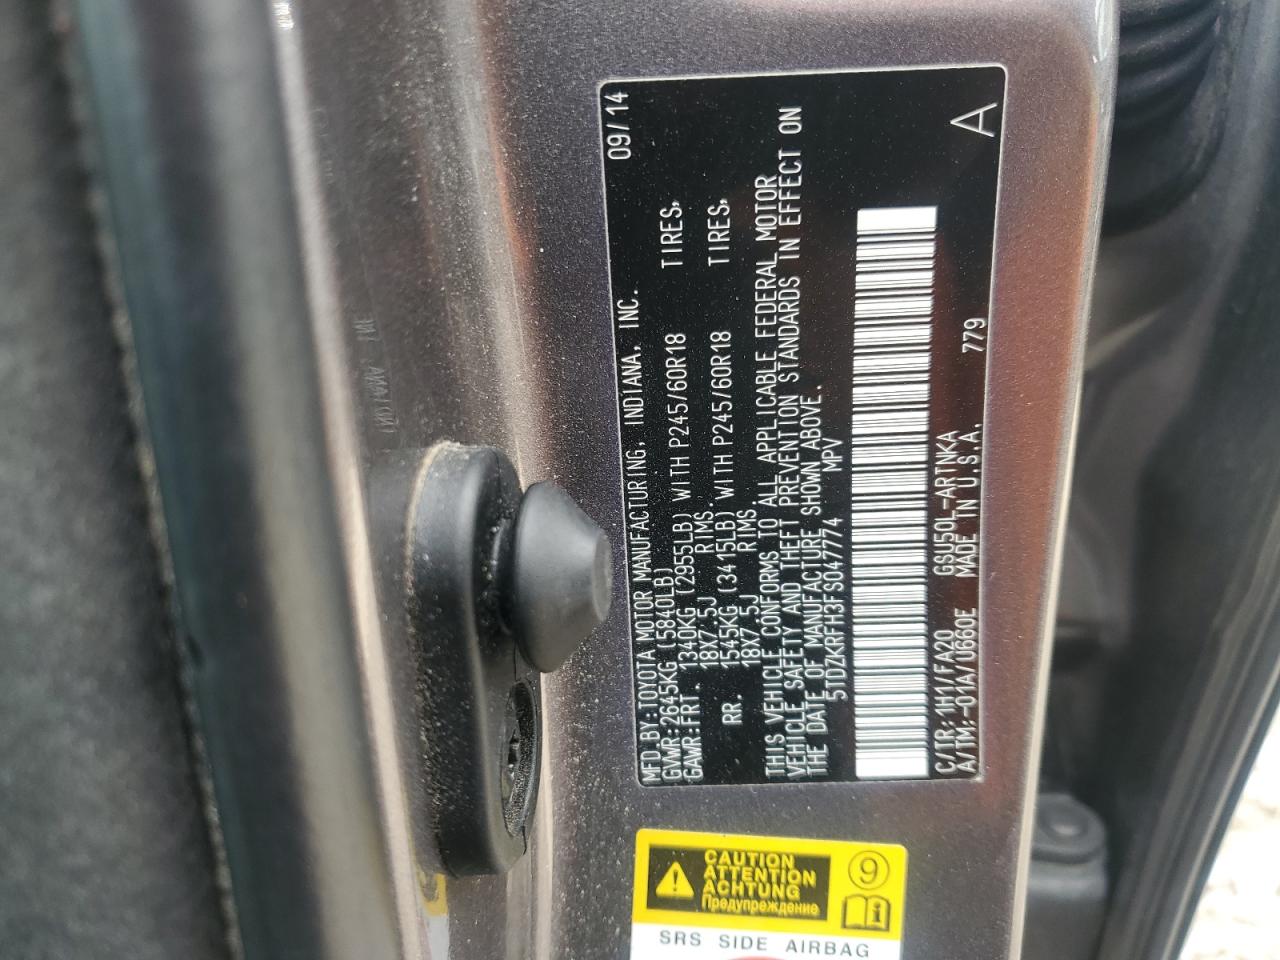 MFD.BY:TOYOTA MOTOR MANUFACTURING, INDIANA, INC. 09/14
GVWR:2645KG(5840LB)
GAWR:FRT. 1340KG (2955LB) WITH P245/60R18 TIRES,
18X7.5J RIMS.
RR. 1545KG (3415LB) WITH P245/60R18 TIRES,
18X7.5J RIMS.
THIS VEHICLE CONFORMS TO ALL APPLICABLE FEDERAL MOTOR
VEHICLE SAFETY AND THEFT PREVENTION STANDARDS IN EFFECT ON
THE DATE OF MANUFACTURE SHOWN ABOVE.
5TDZKRFH3FS047774 MPV
C/TR:1H1/FA20 GSU50L-ARTNKA
A/TM:-01A/U660E MADE IN U.S.A. 779 A
CAUTION
ATTENTION
ACHTUNG
Предупреждение
9
i
SRS SIDE AIRBAG